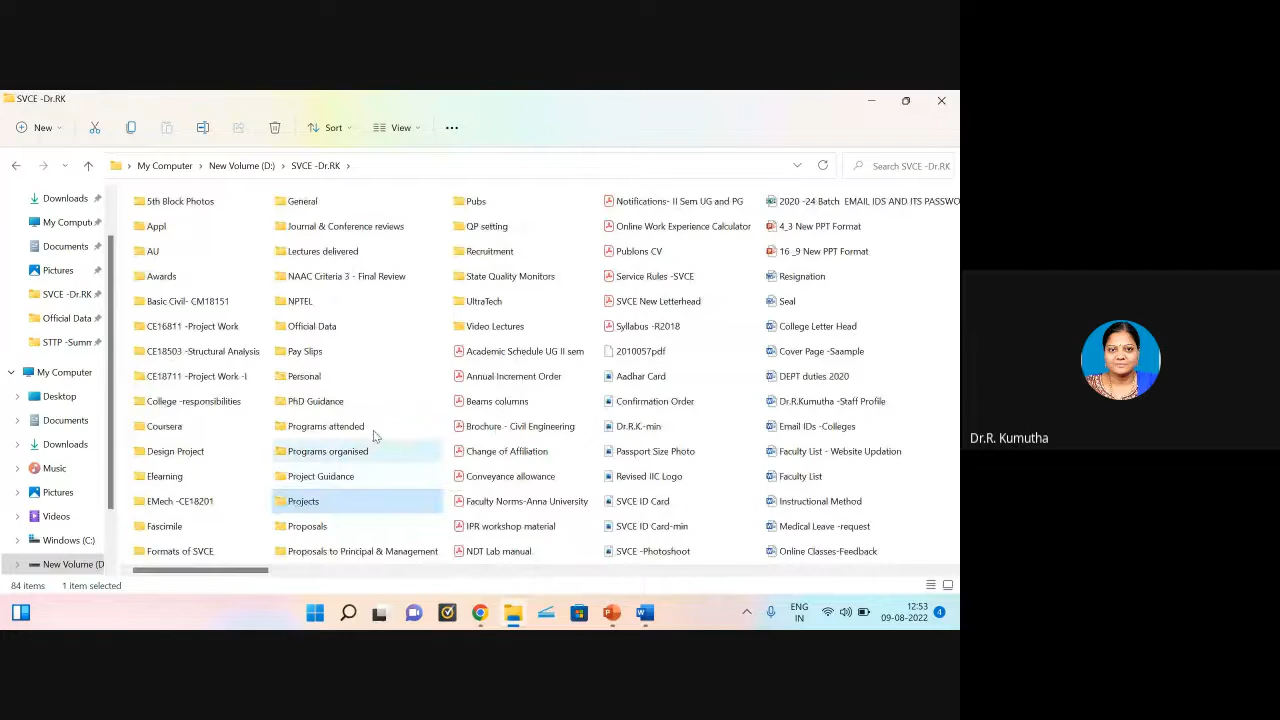 SVCE -Dr.RK
New
Sort
View
My Computer > New Volume (D:) > SVCE -Dr.RK >
Search SVCE -Dr.RK
Downloads
My Compute
Documents
Pictures
SVCE -Dr.RK
Official Data
STTP -Summ
My Computer
Desktop
Documents
Downloads
Music
Pictures
Videos
Windows (C:)
New Volume (D
5th Block Photos
Appl
AU
Awards
Basic Civil- CM18151
CE16811 -Project Work
CE18503 -Structural Analysis
CE18711 -Project Work -I
College -responsibilities
Coursera
Design Project
Elearning
EMech -CE18201
Fascimile
Formats of SVCE
General
Journal & Conference reviews
Lectures delivered
NAAC Criteria 3 - Final Review
NPTEL
Official Data
Pay Slips
Personal
PhD Guidance
Programs attended
Programs organised
Project Guidance
Projects
Proposals
Proposals to Principal & Management
Pubs
QP setting
Recruitment
State Quality Monitors
UltraTech
Video Lectures
Academic Schedule UG II sem
Annual Increment Order
Beams columns
Brochure - Civil Engineering
Change of Affiliation
Conveyance allowance
Faculty Norms-Anna University
IPR workshop material
NDT Lab manual
Notifications- II Sem UG and PG
Online Work Experience Calculator
Publons CV
Service Rules -SVCE
SVCE New Letterhead
Syllabus -R2018
2010057pdf
Aadhar Card
Confirmation Order
Dr.R.K.-min
Passport Size Photo
Revised IIC Logo
SVCE ID Card
SVCE ID Card-min
SVCE -Photoshoot
2020 -24 Batch EMAIL IDS AND ITS PASSWO
4_3 New PPT Format
16 _9 New PPT Format
Resignation
Seal
College Letter Head
Cover Page -Saample
DEPT duties 2020
Dr.R.Kumutha -Staff Profile
Email IDs -Colleges
Faculty List - Website Updation
Faculty List
Instructional Method
Medical Leave -request
Online Classes-Feedback
84 items
1 item selected
ENG
IN
12:53
09-08-2022
4
Dr.R. Kumutha